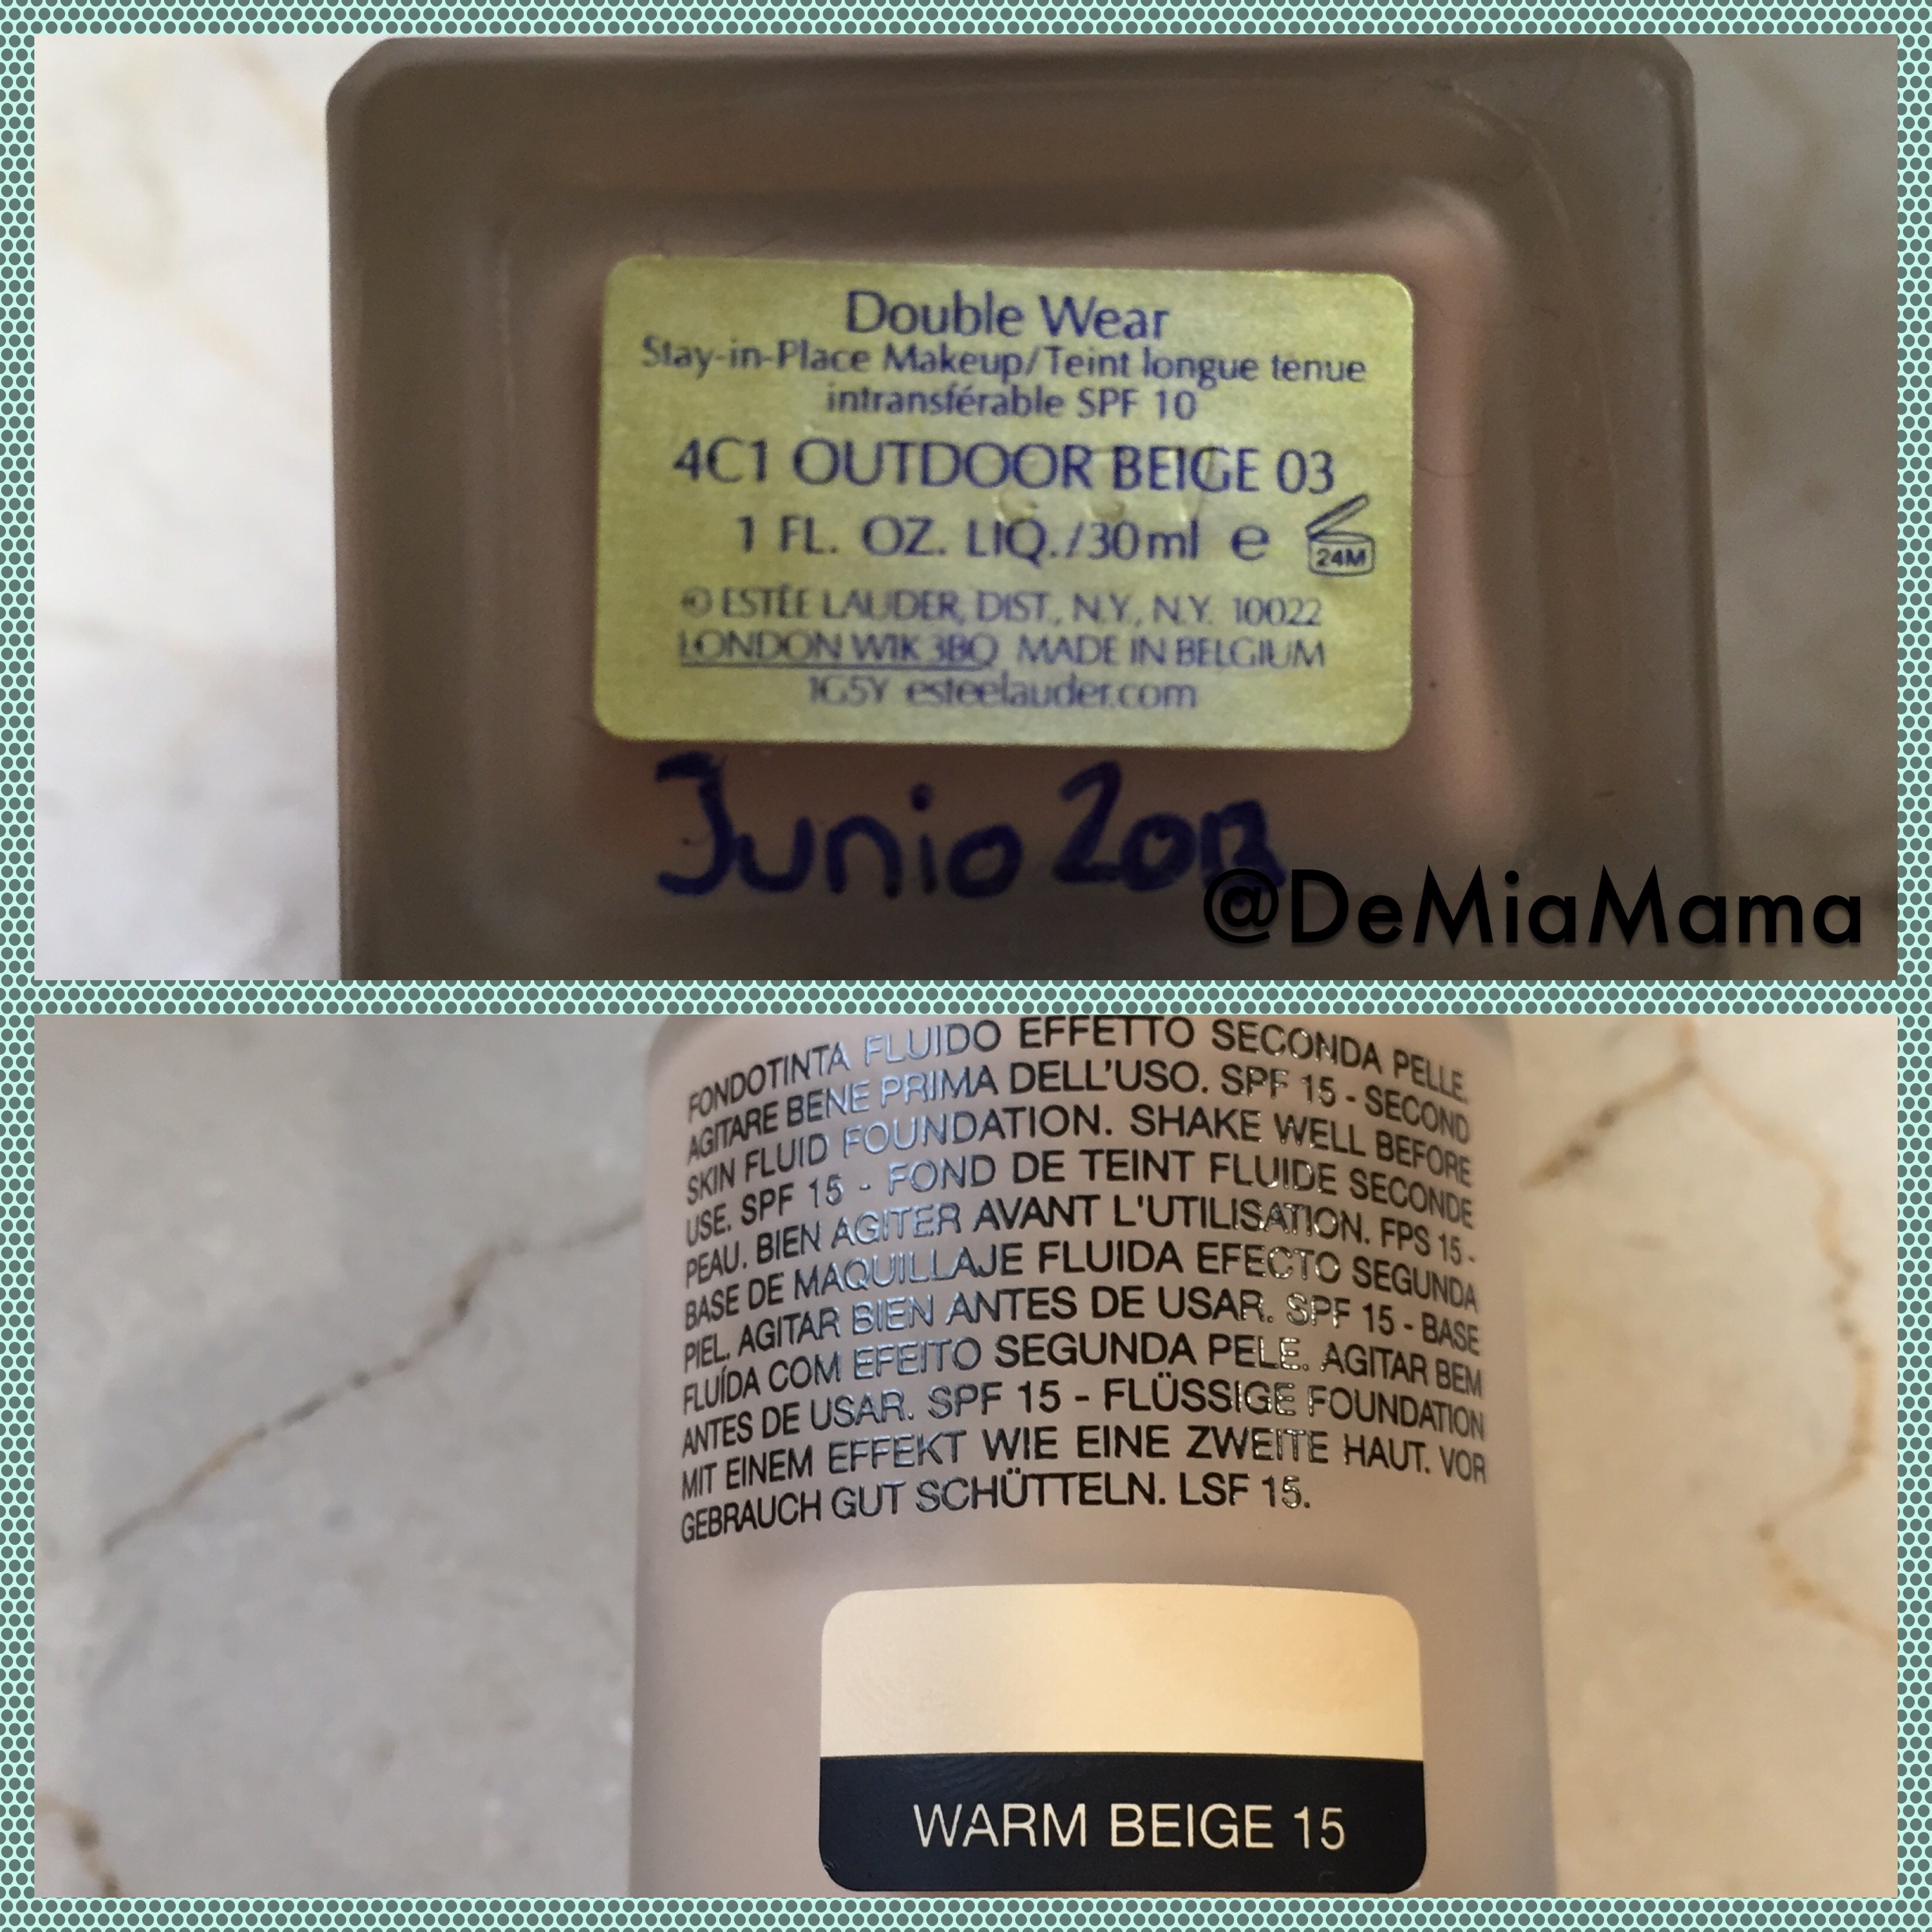 Double Wear
Stay-in-Place Makeup/Teint longue tenue
intransférable SPF 10
4C1 OUTDOOR BEIGE 03
1 FL. OZ. LIQ./30ml e 24M
© ESTÉE LAUDER, DIST., N.Y., N.Y. 10022
LONDON W1K 3BQ MADE IN BELGIUM
1G5Y esteelauder.com
Junio
@DeMiaMama
FONDOTINTA FLUIDO EFFETTO SECONDA PELLE.
AGITARE BENE PRIMA DELL'USO. SPF 15 - SECOND
SKIN FLUID FOUNDATION. SHAKE WELL BEFORE
USE. SPF 15 - FOND DE TEINT FLUIDE SECONDE
PEAU. BIEN AGITER AVANT L'UTILISATION. FPS 15 -
BASE DE MAQUILLAJE FLUIDA EFECTO SEGUNDA
PIEL. AGITAR BIEN ANTES DE USAR. SPF 15 - BASE
FLUÍDA COM EFEITO SEGUNDA PELE. AGITAR BEM
ANTES DE USAR. SPF 15 - FLÜSSIGE FOUNDATION
MIT EINEM EFFEKT WIE EINE ZWEITE HAUT. VOR
GEBRAUCH GUT SCHÜTTELN. LSF 15.
WARM BEIGE 15